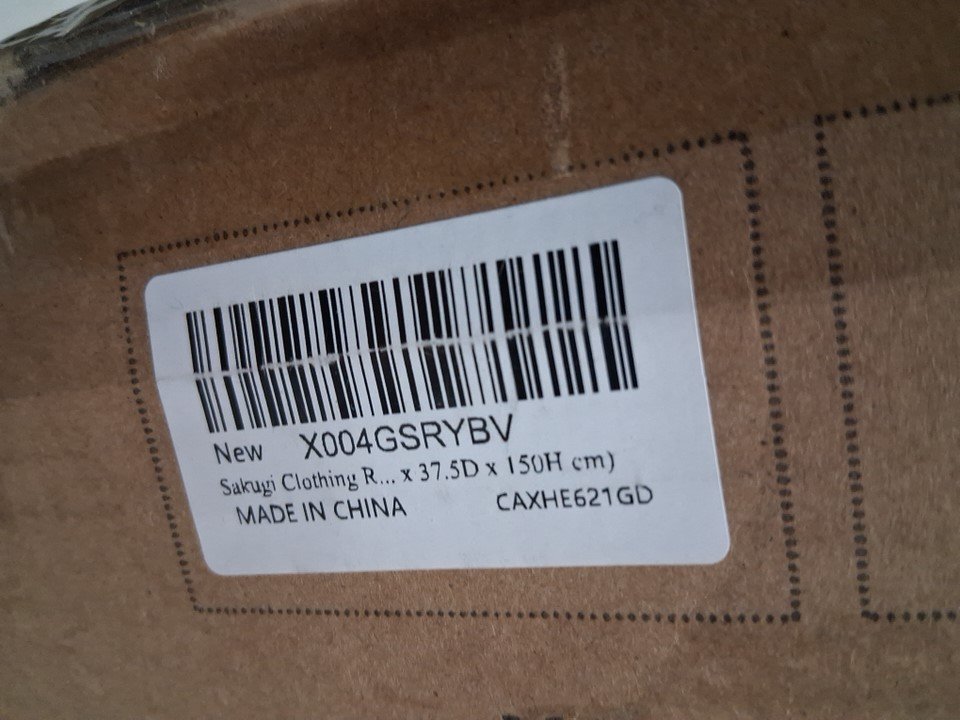 New X004GSRYBV
Sakugi Clothing R... x 37.5D x 150H cm)
MADE IN CHINA CAXHE621GD